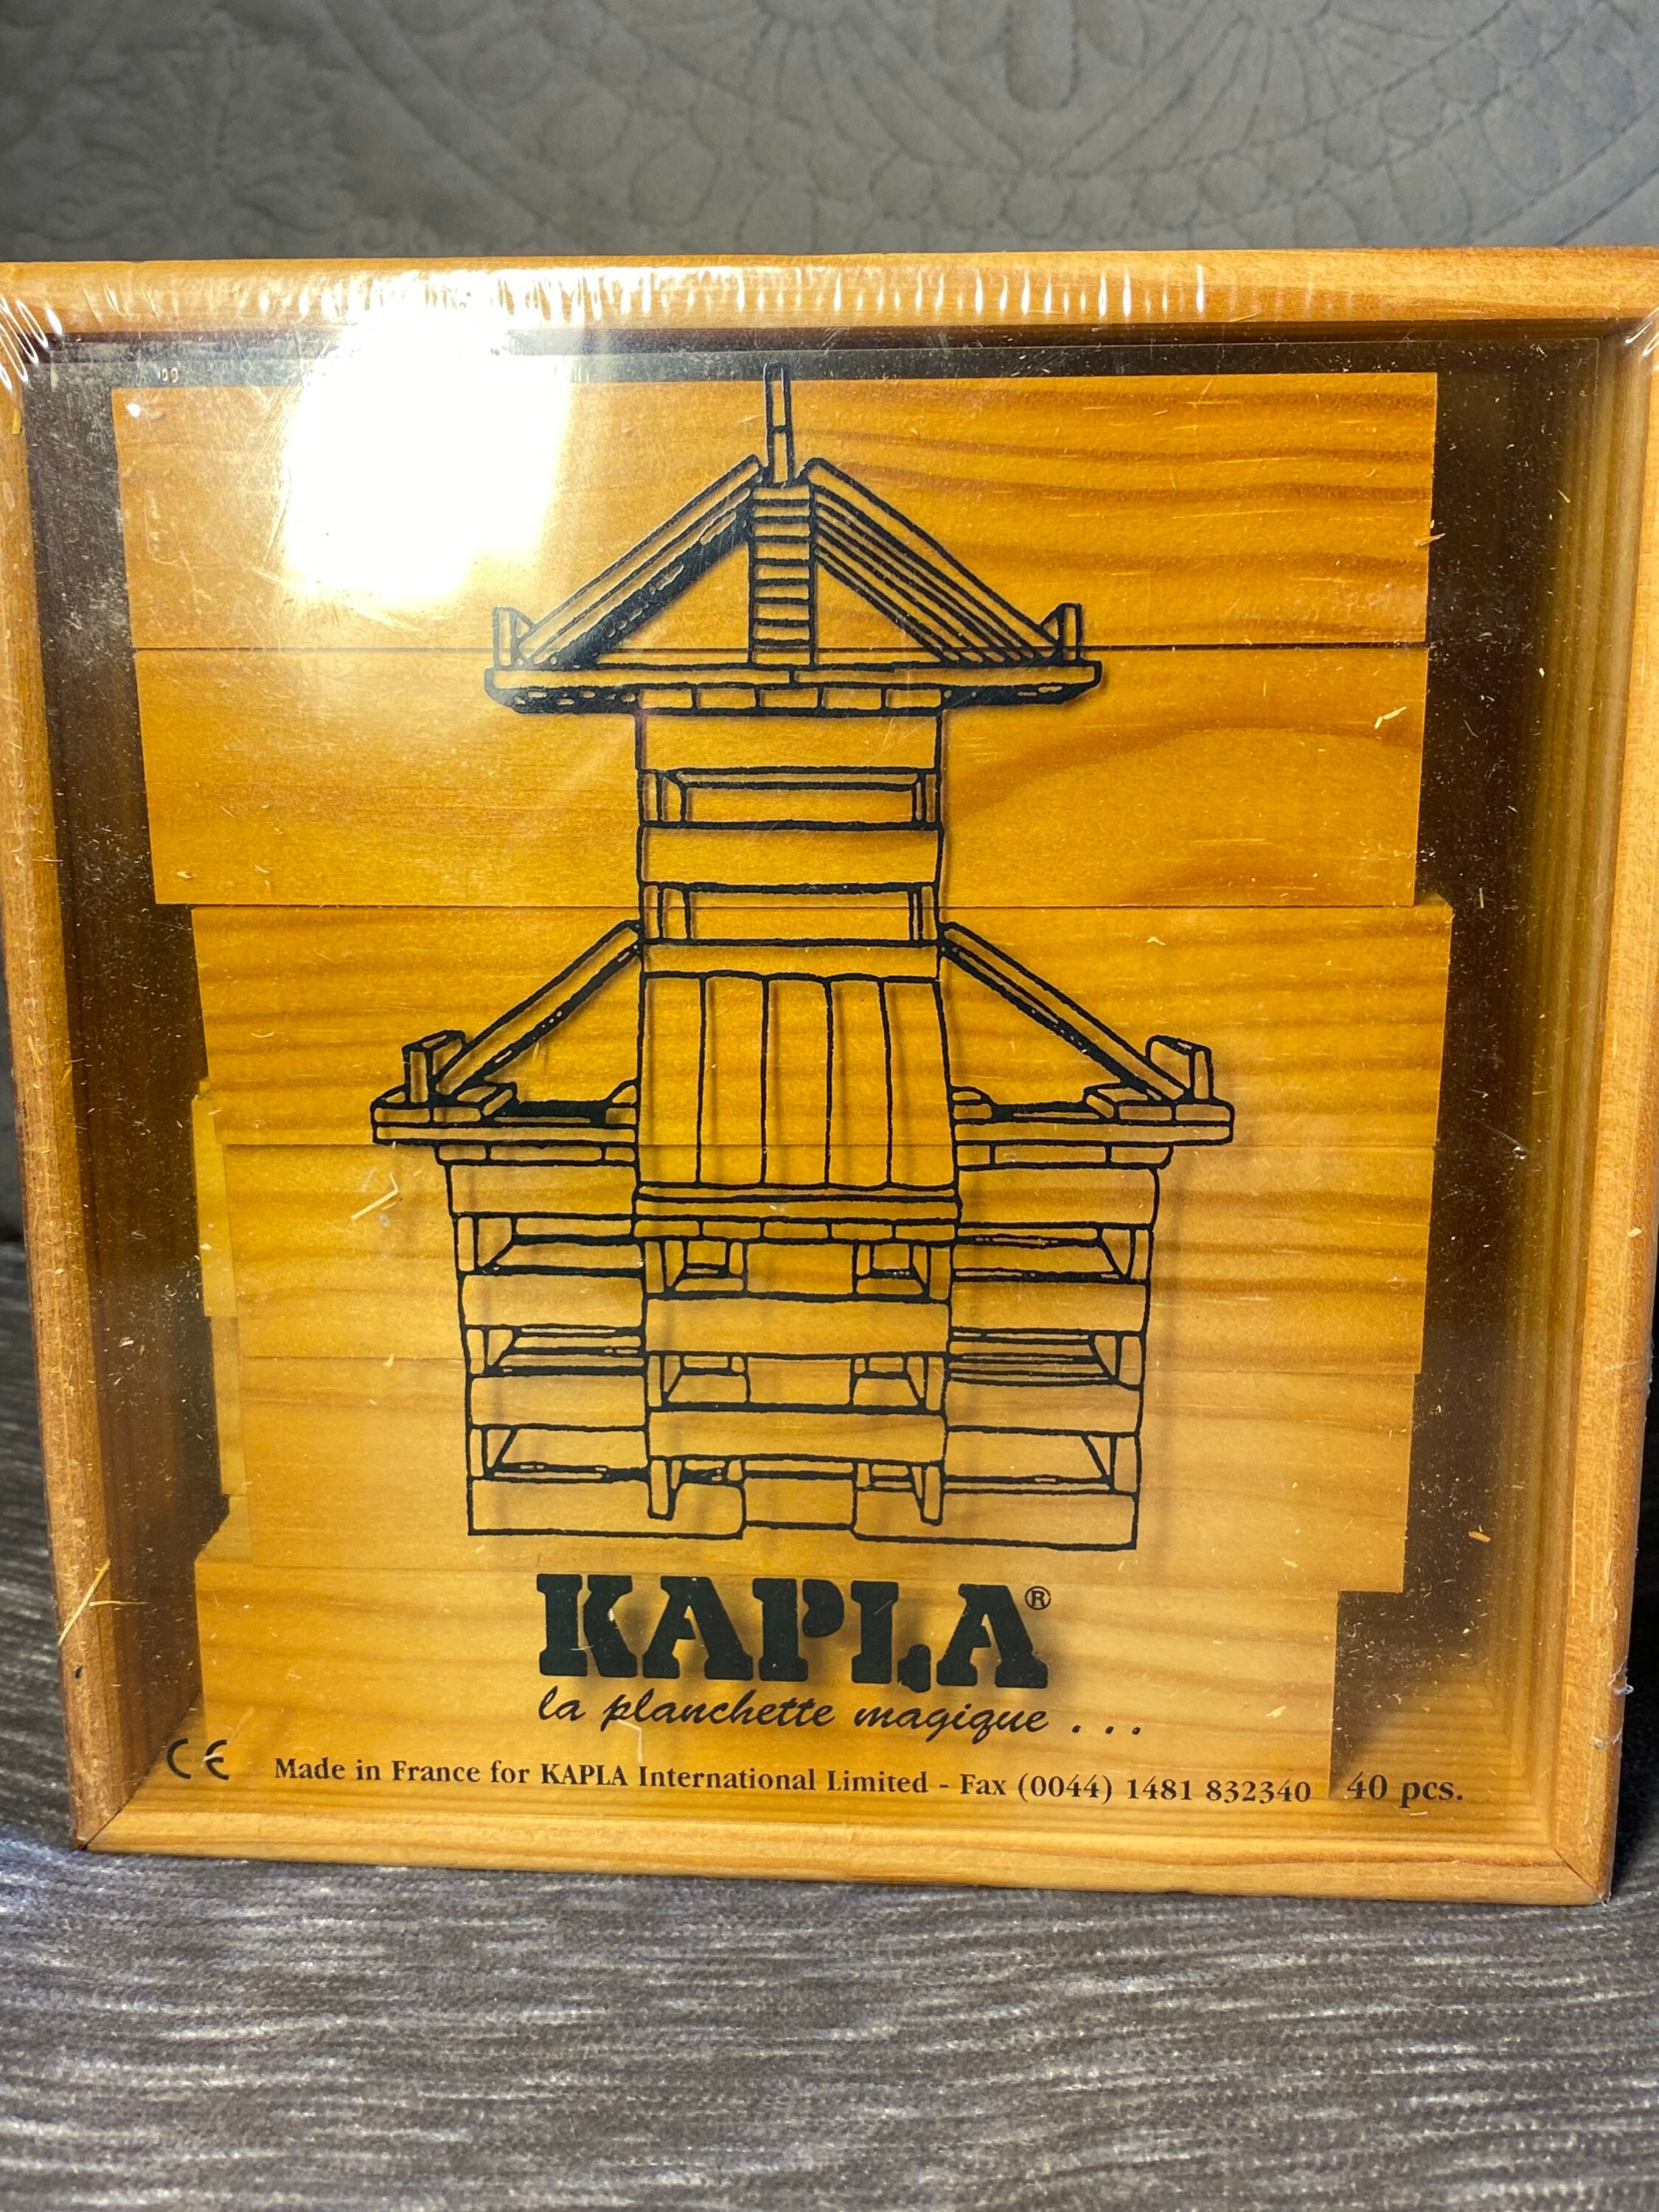 KAPLA®
la planchette magique . . .
CE Made in France for KAPLA International Limited - Fax (0044) 1481 832340 40 pcs.